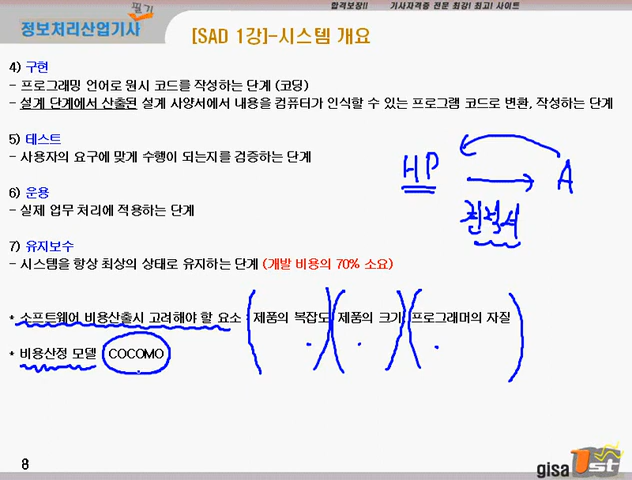 합격보장!! 기사자격증 전문 최강! 최고! 사이트
정보처리산업기사 필기
[SAD 1강]-시스템 개요
4) 구현
- 프로그래밍 언어로 원시 코드를 작성하는 단계 (코딩)
- 설계 단계에서 산출된 설계 사양서에서 내용을 컴퓨터가 인식할 수 있는 프로그램 코드로 변환, 작성하는 단계
5) 테스트
- 사용자의 요구에 맞게 수행이 되는지를 검증하는 단계
HP
A
견적서
6) 운용
- 실제 업무 처리에 적용하는 단계
7) 유지보수
- 시스템을 항상 최상의 상태로 유지하는 단계 (개발 비용의 70% 소요)
* 소프트웨어 비용산출시 고려해야 할 요소 : 제품의 복잡도, 제품의 크기, 프로그래머의 자질
* 비용산정 모델 : COCOMO
8
gisa 1st